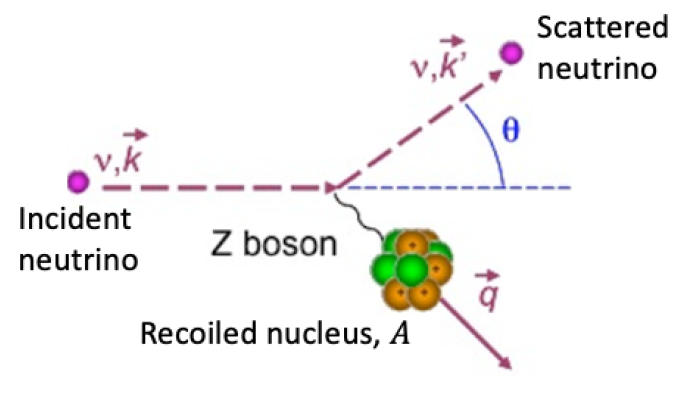 Scattered
neutrino
ν,k⃗’
θ
ν,k⃗
Incident
neutrino
Z boson
q⃗
Recoiled nucleus, A